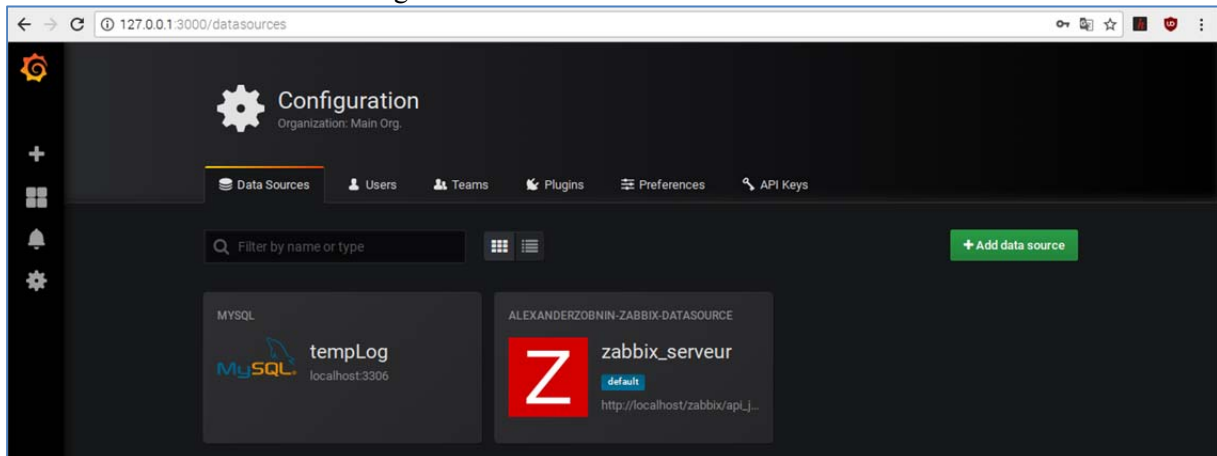 127.0.0.1:3000/datasources
Configuration
Organization: Main Org.
Data Sources Users Teams Plugins Preferences API Keys
Filter by name or type
+ Add data source
MYSQL
MySQL
tempLog
localhost:3306
ALEXANDERZOBNIN-ZABBIX-DATASOURCE
Z
zabbix_serveur
default
http://localhost/zabbix/api_j...